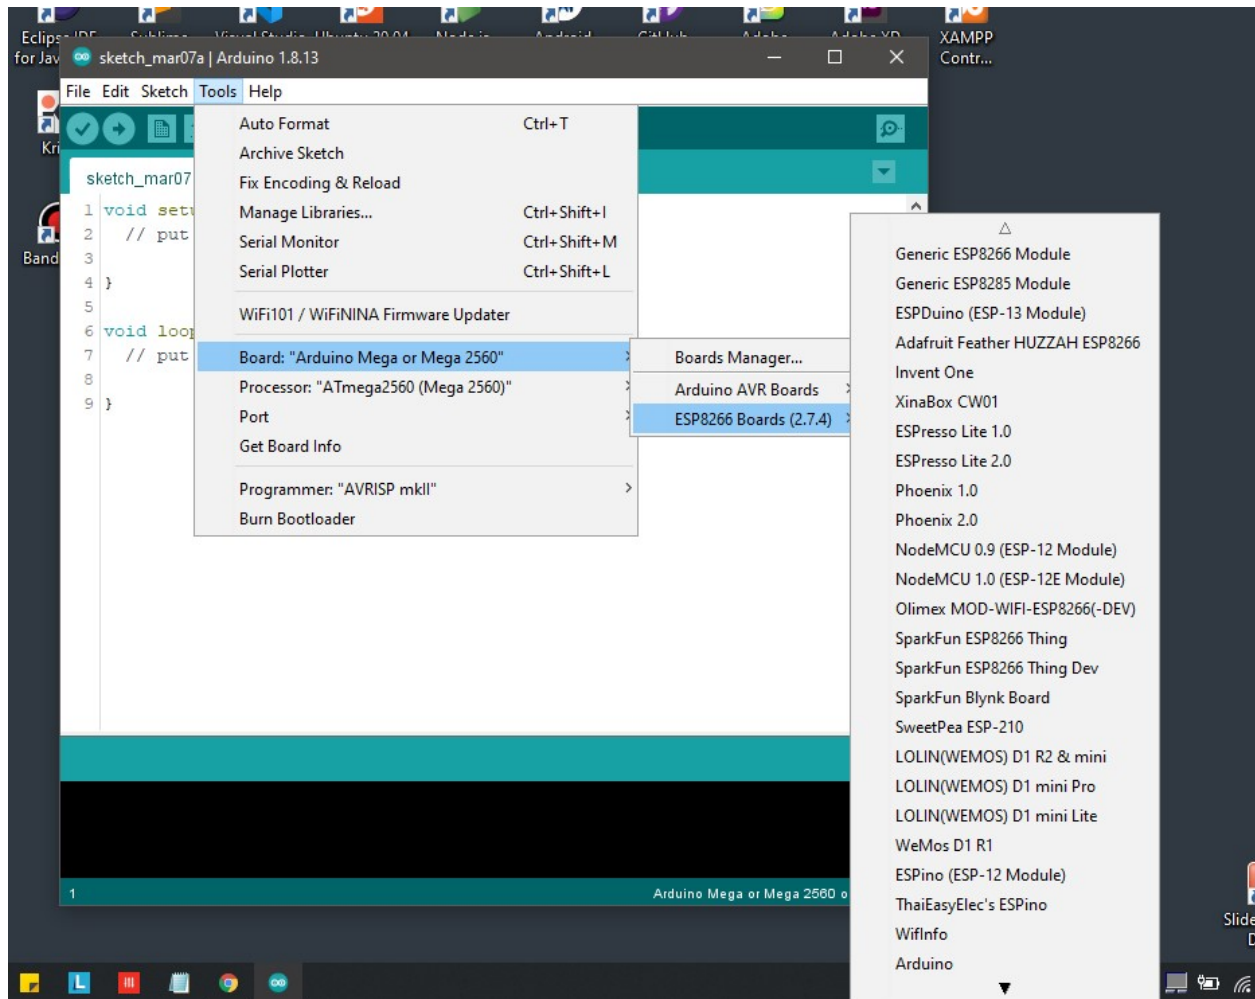 XAMPP
for Jav
Contr...
sketch_mar07a | Arduino 1.8.13
File Edit Sketch Tools Help
Auto Format Ctrl+T
Archive Sketch
Fix Encoding & Reload
Manage Libraries... Ctrl+Shift+I
Serial Monitor Ctrl+Shift+M
Serial Plotter Ctrl+Shift+L
WiFi101 / WiFiNINA Firmware Updater
Board: "Arduino Mega or Mega 2560"
Processor: "ATmega2560 (Mega 2560)"
Port
Get Board Info
Programmer: "AVRISP mkII"
Burn Bootloader
Kri
Band
sketch_mar07
1 void setu
2 // put
3
4 }
5
6 void loop
7 // put
8
9 }
Boards Manager...
Arduino AVR Boards
ESP8266 Boards (2.7.4)
Generic ESP8266 Module
Generic ESP8285 Module
ESPDuino (ESP-13 Module)
Adafruit Feather HUZZAH ESP8266
Invent One
XinaBox CW01
ESPresso Lite 1.0
ESPresso Lite 2.0
Phoenix 1.0
Phoenix 2.0
NodeMCU 0.9 (ESP-12 Module)
NodeMCU 1.0 (ESP-12E Module)
Olimex MOD-WIFI-ESP8266(-DEV)
SparkFun ESP8266 Thing
SparkFun ESP8266 Thing Dev
SparkFun Blynk Board
SweetPea ESP-210
LOLIN(WEMOS) D1 R2 & mini
LOLIN(WEMOS) D1 mini Pro
LOLIN(WEMOS) D1 mini Lite
WeMos D1 R1
ESPino (ESP-12 Module)
ThaiEasyElec's ESPino
WifInfo
Arduino
1
Arduino Mega or Mega 2560 o
Slide
D
L